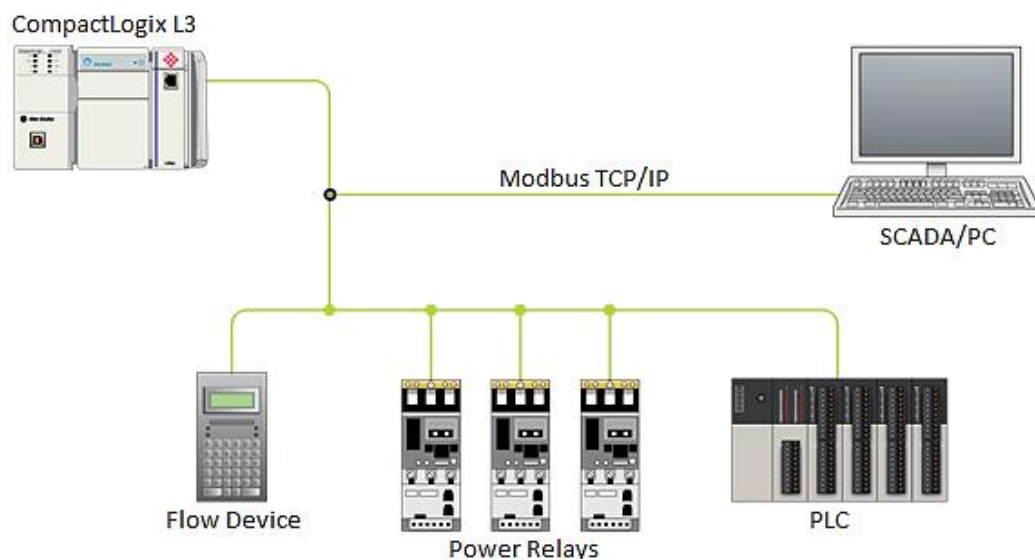 CompactLogix L3
Modbus TCP/IP
SCADA/PC
Flow Device
Power Relays
PLC